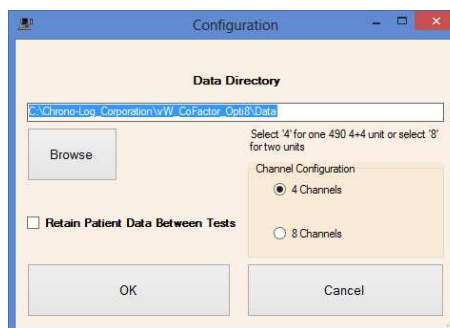 Configuration
Data Directory
C:\Chrono-Log_Corporation\vW_CoFactor_Opti8\Data
Browse
Select '4' for one 490 4+4 unit or select '8'
for two units
Channel Configuration
4 Channels
Retain Patient Data Between Tests
8 Channels
OK
Cancel